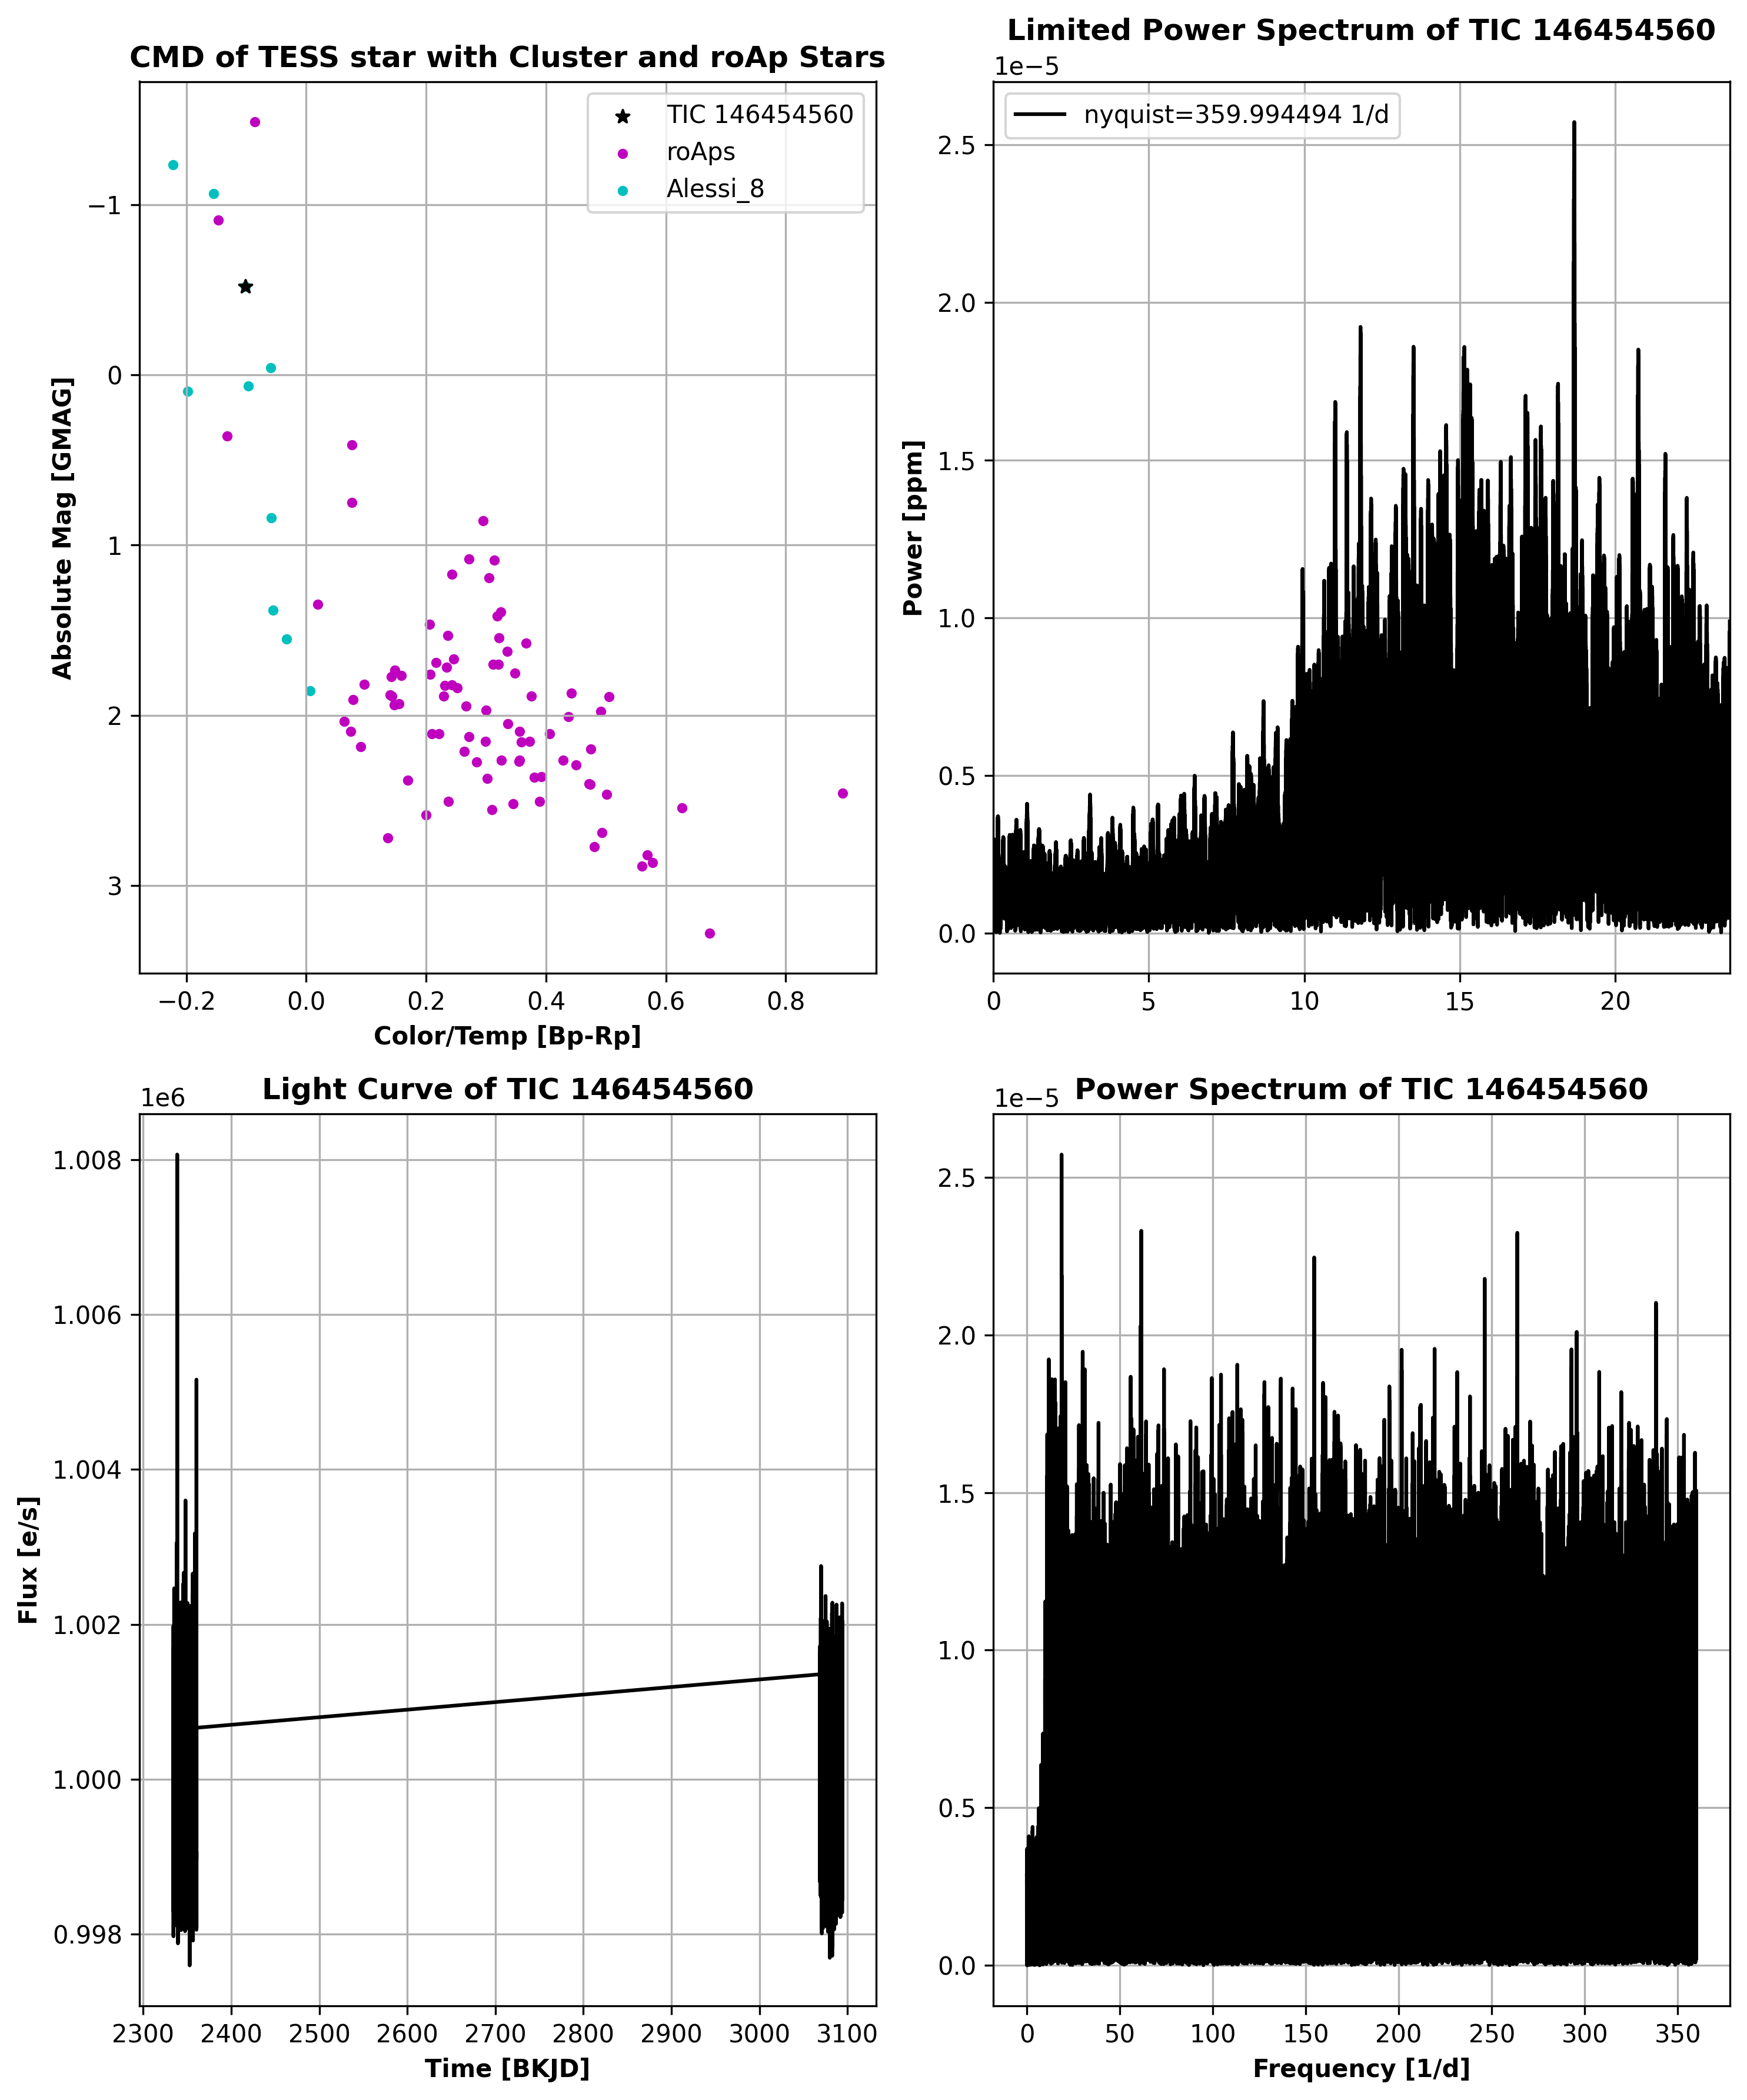 CMD of TESS star with Cluster and roAp Stars
TIC 146454560
roAps
Alessi_8
−1
0
1
2
3
Absolute Mag [GMAG]
−0.2 0.0 0.2 0.4 0.6 0.8
Color/Temp [Bp-Rp]
Limited Power Spectrum of TIC 146454560
1e−5
nyquist=359.994494 1/d
2.5
2.0
1.5
1.0
0.5
0.0
Power [ppm]
0 5 10 15 20
Light Curve of TIC 146454560
1e6
1.008
1.006
1.004
1.002
1.000
0.998
Flux [e/s]
2300 2400 2500 2600 2700 2800 2900 3000 3100
Time [BKJD]
Power Spectrum of TIC 146454560
1e−5
2.5
2.0
1.5
1.0
0.5
0.0
0 50 100 150 200 250 300 350
Frequency [1/d]